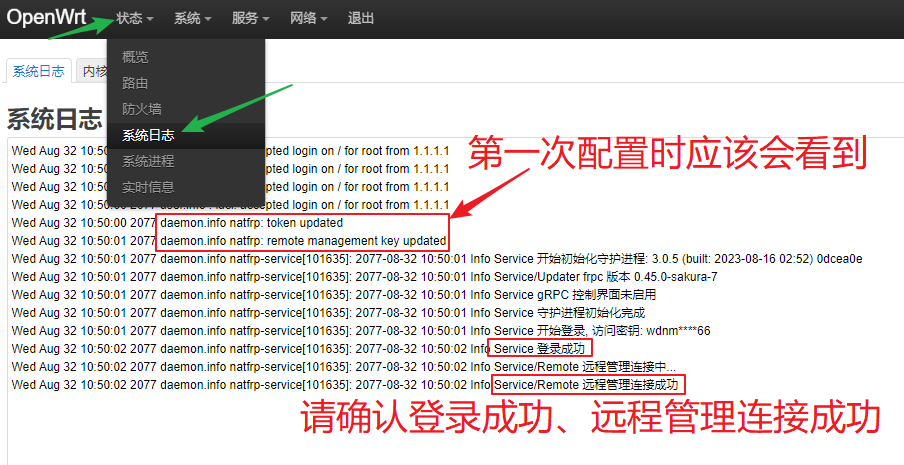 OpenWrt 状态 系统 服务 网络 退出
概览
系统日志 内核
路由
防火墙
系统日志
系统日志
系统进程
实时信息
Wed Aug 32 10:50:0 epted login on / for root from 1.1.1.1
第一次配置时应该会看到
Wed Aug 32 10:50:0 epted login on / for root from 1.1.1.1
Wed Aug 32 10:50:0 epted login on / for root from 1.1.1.1
Wed Aug 32 10:50:0 accepted login on / for root from 1.1.1.1
Wed Aug 32 10:50:00 2077 daemon.info natfrp: token updated
Wed Aug 32 10:50:01 2077 daemon.info natfrp: remote management key updated
Wed Aug 32 10:50:01 2077 daemon.info natfrp-service[101635]: 2077-08-32 10:50:01 Info Service 开始初始化守护进程: 3.0.5 (built: 2023-08-16 02:52) 0dcea0e
Wed Aug 32 10:50:01 2077 daemon.info natfrp-service[101635]: 2077-08-32 10:50:01 Info Service/Updater frpc 版本 0.45.0-sakura-7
Wed Aug 32 10:50:01 2077 daemon.info natfrp-service[101635]: 2077-08-32 10:50:01 Info Service gRPC 控制界面未启用
Wed Aug 32 10:50:01 2077 daemon.info natfrp-service[101635]: 2077-08-32 10:50:01 Info Service 守护进程初始化完成
Wed Aug 32 10:50:01 2077 daemon.info natfrp-service[101635]: 2077-08-32 10:50:01 Info Service 开始登录, 访问密钥: wdnm****66
Wed Aug 32 10:50:02 2077 daemon.info natfrp-service[101635]: 2077-08-32 10:50:02 Info Service 登录成功
Wed Aug 32 10:50:02 2077 daemon.info natfrp-service[101635]: 2077-08-32 10:50:02 Info Service/Remote 远程管理连接中...
Wed Aug 32 10:50:02 2077 daemon.info natfrp-service[101635]: 2077-08-32 10:50:02 Info Service/Remote 远程管理连接成功
请确认登录成功、远程管理连接成功